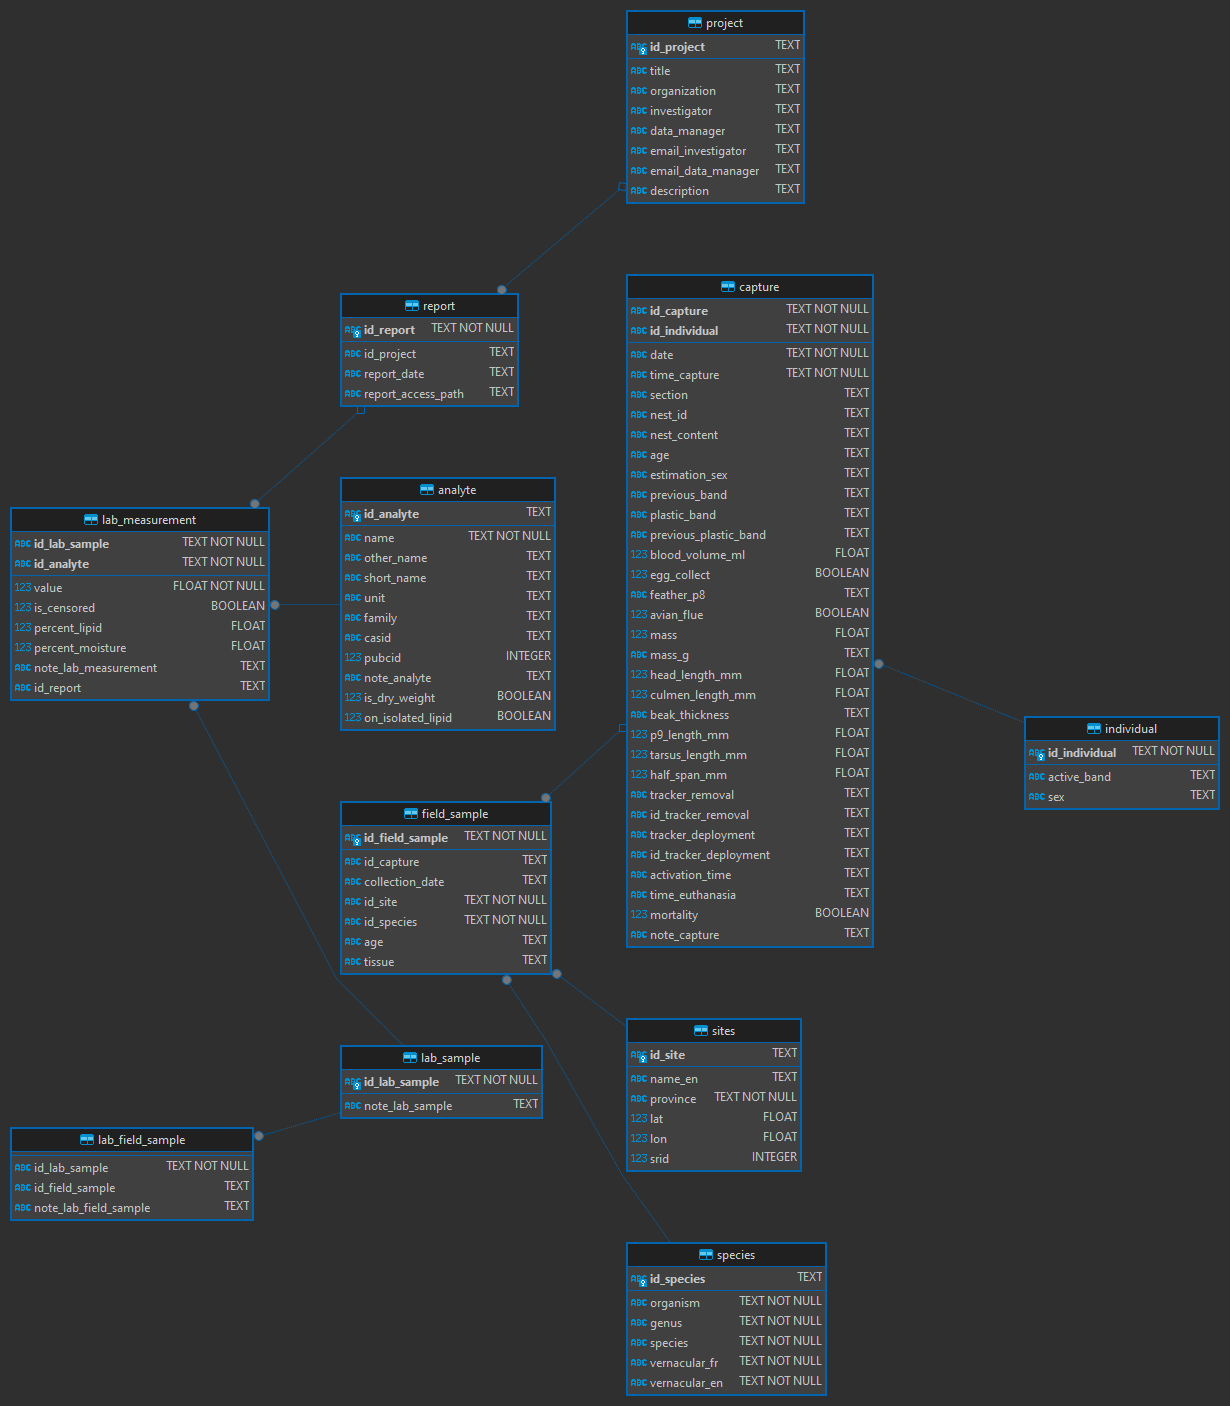 project
ABC id_project TEXT
ABC title TEXT
ABC organization TEXT
ABC investigator TEXT
ABC data_manager TEXT
ABC email_investigator TEXT
ABC email_data_manager TEXT
ABC description TEXT
report
ABC id_report TEXT NOT NULL
ABC id_project TEXT
ABC report_date TEXT
ABC report_access_path TEXT
capture
ABC id_capture TEXT NOT NULL
ABC id_individual TEXT NOT NULL
ABC date TEXT NOT NULL
ABC time_capture TEXT NOT NULL
ABC section TEXT
ABC nest_id TEXT
ABC nest_content TEXT
ABC age TEXT
ABC estimation_sex TEXT
ABC previous_band TEXT
ABC plastic_band TEXT
ABC previous_plastic_band TEXT
123 blood_volume_ml FLOAT
123 egg_collect BOOLEAN
ABC feather_p8 TEXT
123 avian_flue BOOLEAN
123 mass FLOAT
ABC mass_g TEXT
123 head_length_mm FLOAT
123 culmen_length_mm FLOAT
ABC beak_thickness TEXT
123 p9_length_mm FLOAT
123 tarsus_length_mm FLOAT
123 half_span_mm FLOAT
ABC tracker_removal TEXT
ABC id_tracker_removal TEXT
ABC tracker_deployment TEXT
ABC id_tracker_deployment TEXT
ABC activation_time TEXT
ABC time_euthanasia TEXT
123 mortality BOOLEAN
ABC note_capture TEXT
analyte
ABC id_analyte TEXT
ABC name TEXT NOT NULL
ABC other_name TEXT
ABC short_name TEXT
ABC unit TEXT
ABC family TEXT
ABC casid TEXT
123 pubcid INTEGER
ABC note_analyte TEXT
123 is_dry_weight BOOLEAN
123 on_isolated_lipid BOOLEAN
lab_measurement
ABC id_lab_sample TEXT NOT NULL
ABC id_analyte TEXT NOT NULL
123 value FLOAT NOT NULL
123 is_censored BOOLEAN
123 percent_lipid FLOAT
123 percent_moisture FLOAT
ABC note_lab_measurement TEXT
ABC id_report TEXT
individual
ABC id_individual TEXT NOT NULL
ABC active_band TEXT
ABC sex TEXT
field_sample
ABC id_field_sample TEXT NOT NULL
ABC id_capture TEXT
ABC collection_date TEXT
ABC id_site TEXT NOT NULL
ABC id_species TEXT NOT NULL
ABC age TEXT
ABC tissue TEXT
sites
ABC id_site TEXT
ABC name_en TEXT
ABC province TEXT NOT NULL
123 lat FLOAT
123 lon FLOAT
123 srid INTEGER
lab_sample
ABC id_lab_sample TEXT NOT NULL
ABC note_lab_sample TEXT
lab_field_sample
ABC id_lab_sample TEXT NOT NULL
ABC id_field_sample TEXT
ABC note_lab_field_sample TEXT
species
ABC id_species TEXT
ABC organism TEXT NOT NULL
ABC genus TEXT NOT NULL
ABC species TEXT NOT NULL
ABC vernacular_fr TEXT NOT NULL
ABC vernacular_en TEXT NOT NULL